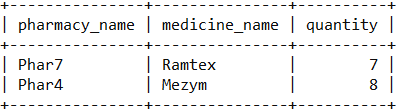 +---------------+---------------+----------+
| pharmacy_name | medicine_name | quantity |
+---------------+---------------+----------+
| Phar7         | Ramtex        |        7 |
| Phar4         | Mezym         |        8 |
+---------------+---------------+----------+